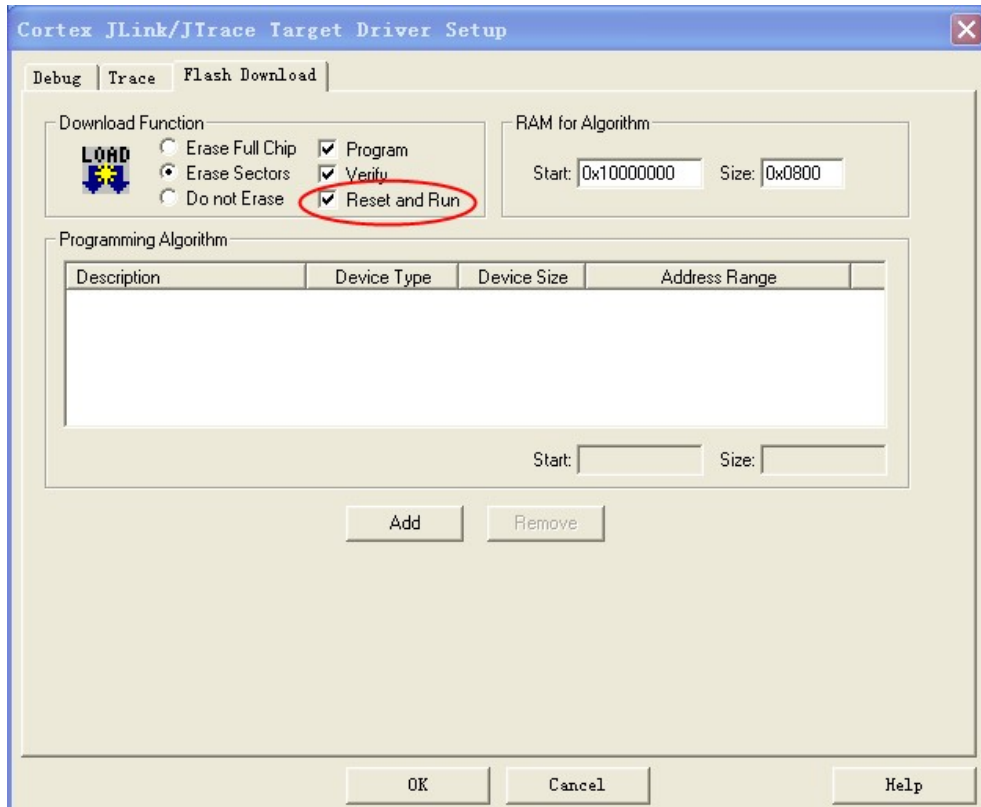 Cortex JLink/JTrace Target Driver Setup
Debug Trace Flash Download
Download Function
LOAD
Erase Full Chip
Erase Sectors
Do not Erase
Program
Verify
Reset and Run
RAM for Algorithm
Start: 0x10000000 Size: 0x0800
Programming Algorithm
Description Device Type Device Size Address Range
Start: Size:
Add Remove
OK Cancel Help